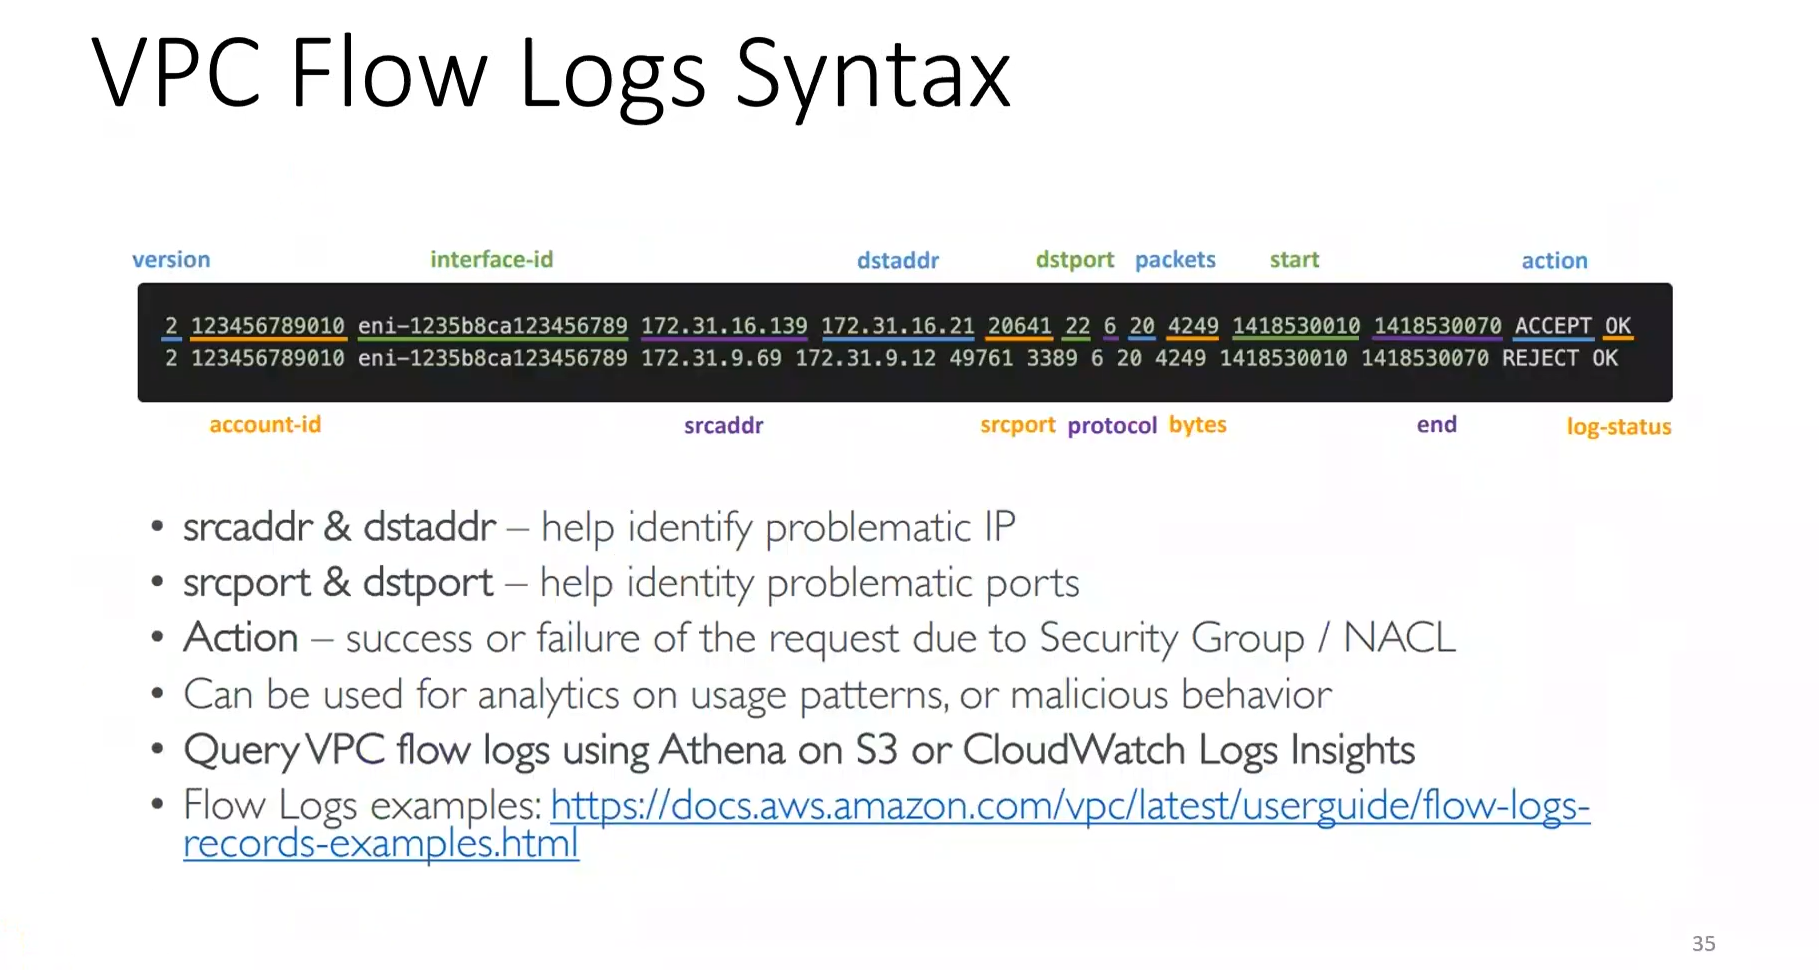 VPC Flow Logs Syntax
version interface-id dstaddr dstport packets start action
2 123456789010 eni-1235b8ca123456789 172.31.16.139 172.31.16.21 20641 22 6 20 4249 1418530010 1418530070 ACCEPT OK
2 123456789010 eni-1235b8ca123456789 172.31.9.69 172.31.9.12 49761 3389 6 20 4249 1418530010 1418530070 REJECT OK
account-id srcaddr srcport protocol bytes end log-status
• srcaddr & dstaddr – help identify problematic IP
• srcport & dstport – help identity problematic ports
• Action – success or failure of the request due to Security Group / NACL
• Can be used for analytics on usage patterns, or malicious behavior
• Query VPC flow logs using Athena on S3 or CloudWatch Logs Insights
• Flow Logs examples: https://docs.aws.amazon.com/vpc/latest/userguide/flow-logs-
records-examples.html
35